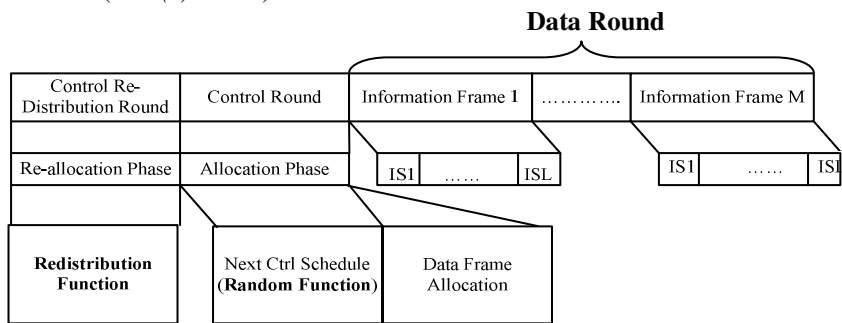 Data Round
Control Re-
Distribution Round
Control Round
Information Frame 1
………….
Information Frame M
Re-allocation Phase
Allocation Phase
IS1
……
ISL
IS1
……
ISL
Redistribution
Function
Next Ctrl Schedule
(Random Function)
Data Frame
Allocation